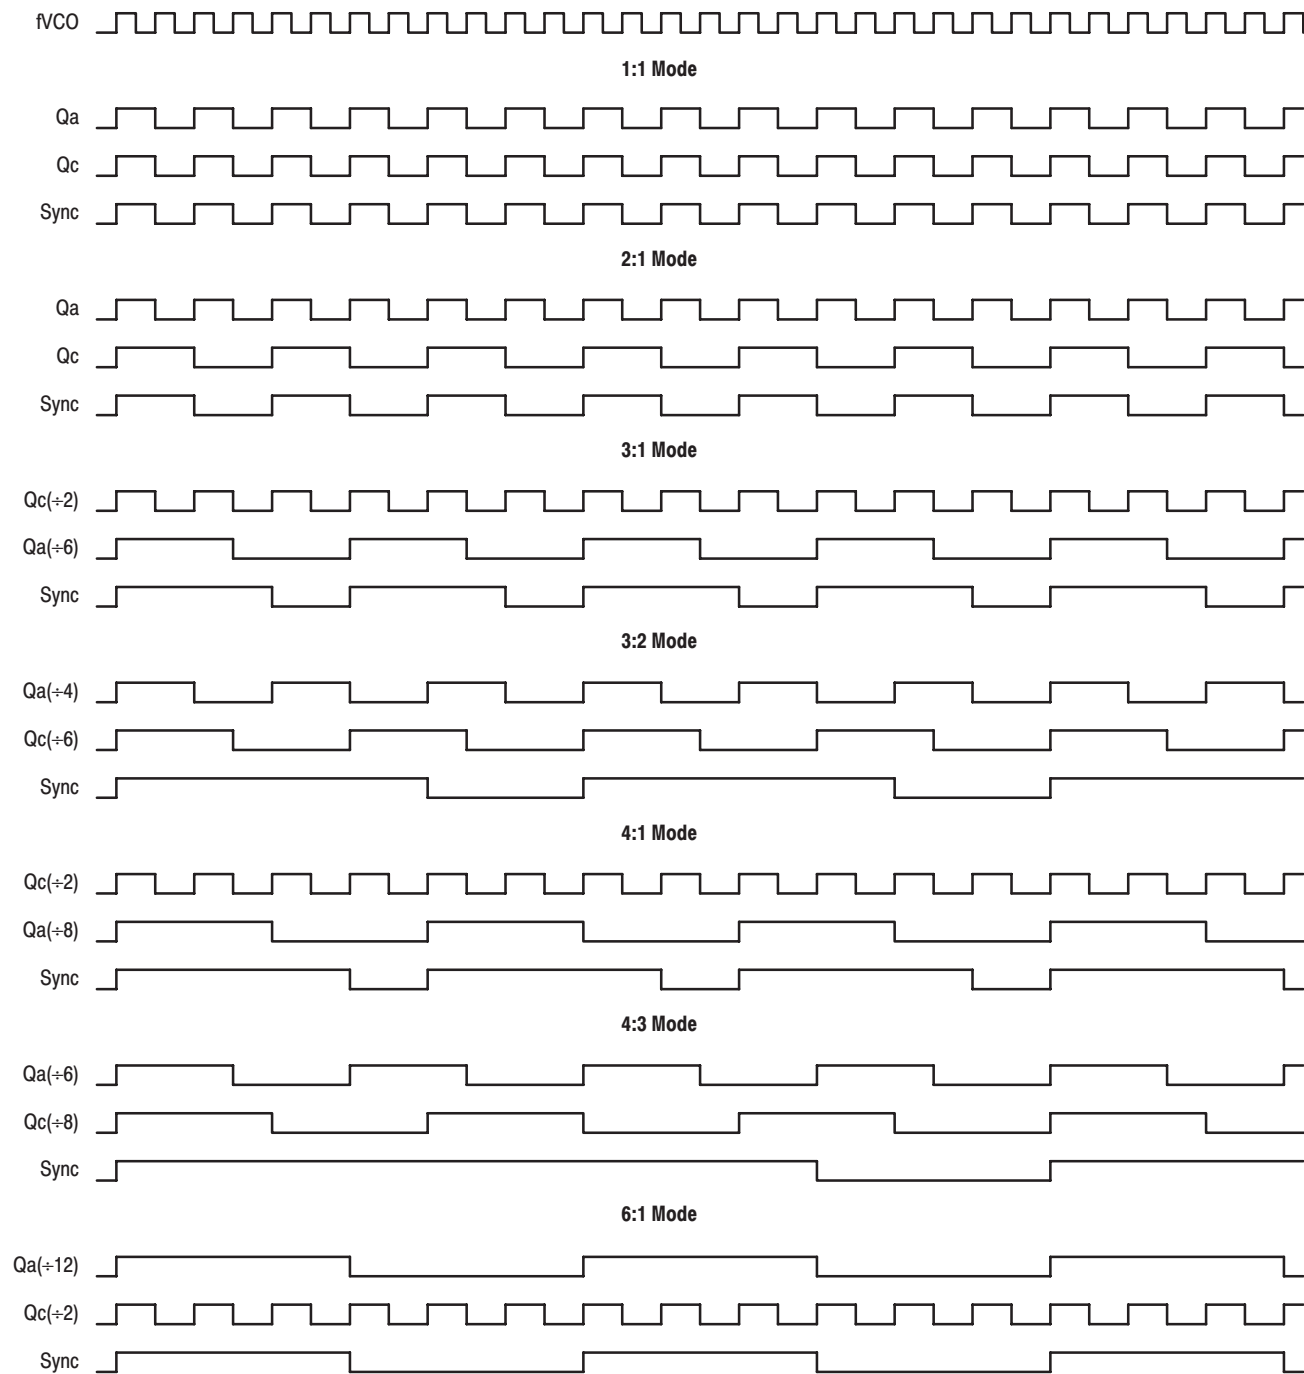 fVCO
1:1 Mode
Qa
Qc
Sync
2:1 Mode
Qa
Qc
Sync
3:1 Mode
Qc(÷2)
Qa(÷6)
Sync
3:2 Mode
Qa(÷4)
Qc(÷6)
Sync
4:1 Mode
Qc(÷2)
Qa(÷8)
Sync
4:3 Mode
Qa(÷6)
Qc(÷8)
Sync
6:1 Mode
Qa(÷12)
Qc(÷2)
Sync